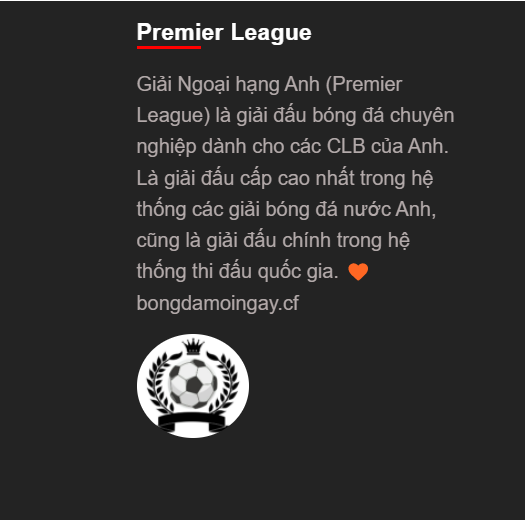 Premier League
Giải Ngoại hạng Anh (Premier
League) là giải đấu bóng đá chuyên
nghiệp dành cho các CLB của Anh.
Là giải đấu cấp cao nhất trong hệ
thống các giải bóng đá nước Anh,
cũng là giải đấu chính trong hệ
thống thi đấu quốc gia.
bongdamoingay.cf